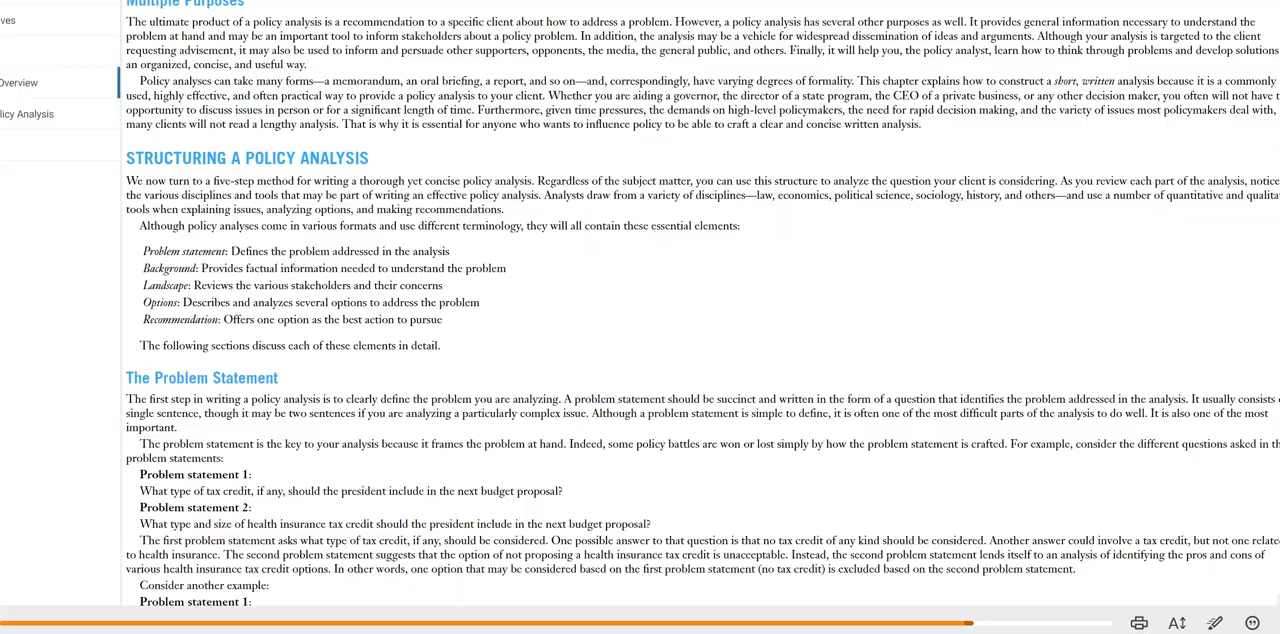 Multiple Purposes
The ultimate product of a policy analysis is a recommendation to a specific client about how to address a problem. However, a policy analysis has several other purposes as well. It provides general information necessary to understand the
problem at hand and may be an important tool to inform stakeholders about a policy problem. In addition, the analysis may be a vehicle for widespread dissemination of ideas and arguments. Although your analysis is targeted to the client
requesting advisement, it may also be used to inform and persuade other supporters, opponents, the media, the general public, and others. Finally, it will help you, the policy analyst, learn how to think through problems and develop solutions
an organized, concise, and useful way.
Policy analyses can take many forms—a memorandum, an oral briefing, a report, and so on—and, correspondingly, have varying degrees of formality. This chapter explains how to construct a short, written analysis because it is a commonly
used, highly effective, and often practical way to provide a policy analysis to your client. Whether you are aiding a governor, the director of a state program, the CEO of a private business, or any other decision maker, you often will not have t
opportunity to discuss issues in person or for a significant length of time. Furthermore, given time pressures, the demands on high-level policymakers, the need for rapid decision making, and the variety of issues most policymakers deal with,
many clients will not read a lengthy analysis. That is why it is essential for anyone who wants to influence policy to be able to craft a clear and concise written analysis.
STRUCTURING A POLICY ANALYSIS
We now turn to a five-step method for writing a thorough yet concise policy analysis. Regardless of the subject matter, you can use this structure to analyze the question your client is considering. As you review each part of the analysis, notice
the various disciplines and tools that may be part of writing an effective policy analysis. Analysts draw from a variety of disciplines—law, economics, political science, sociology, history, and others—and use a number of quantitative and qualita
tools when explaining issues, analyzing options, and making recommendations.
Although policy analyses come in various formats and use different terminology, they will all contain these essential elements:
Problem statement: Defines the problem addressed in the analysis
Background: Provides factual information needed to understand the problem
Landscape: Reviews the various stakeholders and their concerns
Options: Describes and analyzes several options to address the problem
Recommendation: Offers one option as the best action to pursue
The following sections discuss each of these elements in detail.
The Problem Statement
The first step in writing a policy analysis is to clearly define the problem you are analyzing. A problem statement should be succinct and written in the form of a question that identifies the problem addressed in the analysis. It usually consists o
single sentence, though it may be two sentences if you are analyzing a particularly complex issue. Although a problem statement is simple to define, it is often one of the most difficult parts of the analysis to do well. It is also one of the most
important.
The problem statement is the key to your analysis because it frames the problem at hand. Indeed, some policy battles are won or lost simply by how the problem statement is crafted. For example, consider the different questions asked in th
problem statements:
Problem statement 1:
What type of tax credit, if any, should the president include in the next budget proposal?
Problem statement 2:
What type and size of health insurance tax credit should the president include in the next budget proposal?
The first problem statement asks what type of tax credit, if any, should be considered. One possible answer to that question is that no tax credit of any kind should be considered. Another answer could involve a tax credit, but not one relate
to health insurance. The second problem statement suggests that the option of not proposing a health insurance tax credit is unacceptable. Instead, the second problem statement lends itself to an analysis of identifying the pros and cons of
various health insurance tax credit options. In other words, one option that may be considered based on the first problem statement (no tax credit) is excluded based on the second problem statement.
Consider another example:
Problem statement 1:
ves
Overview
licy Analysis